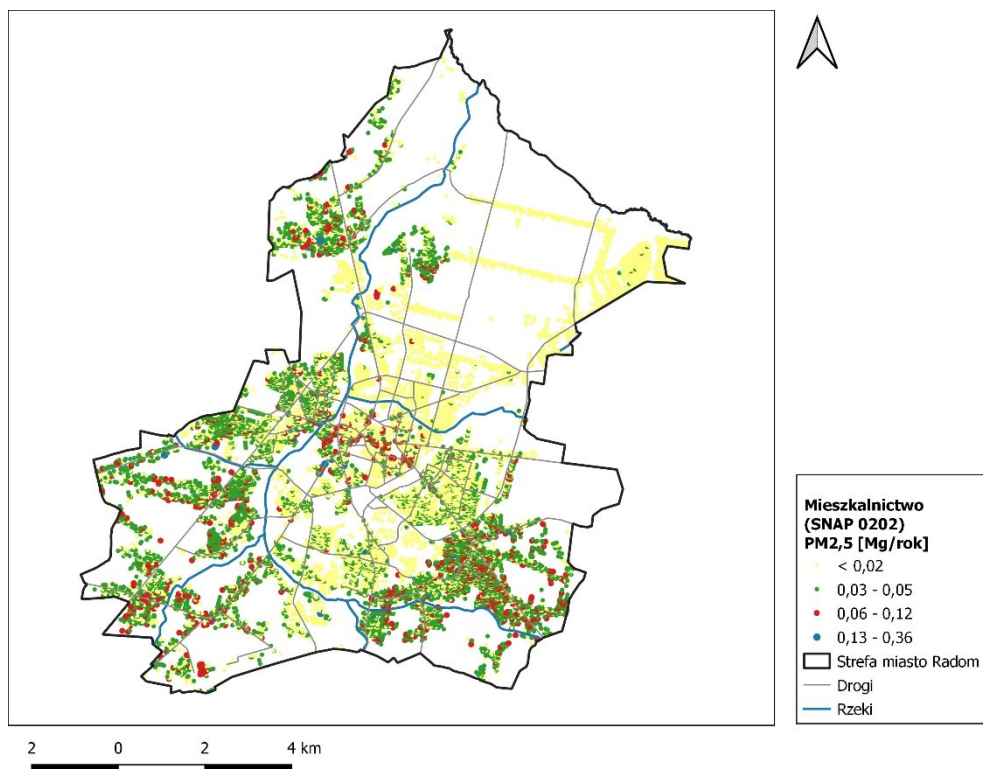 Mieszkalnictwo
(SNAP 0202)
PM2,5 [Mg/rok]
< 0,02
0,03 - 0,05
0,06 - 0,12
0,13 - 0,36
Strefa miasto Radom
Drogi
Rzeki
2 0 2 4 km